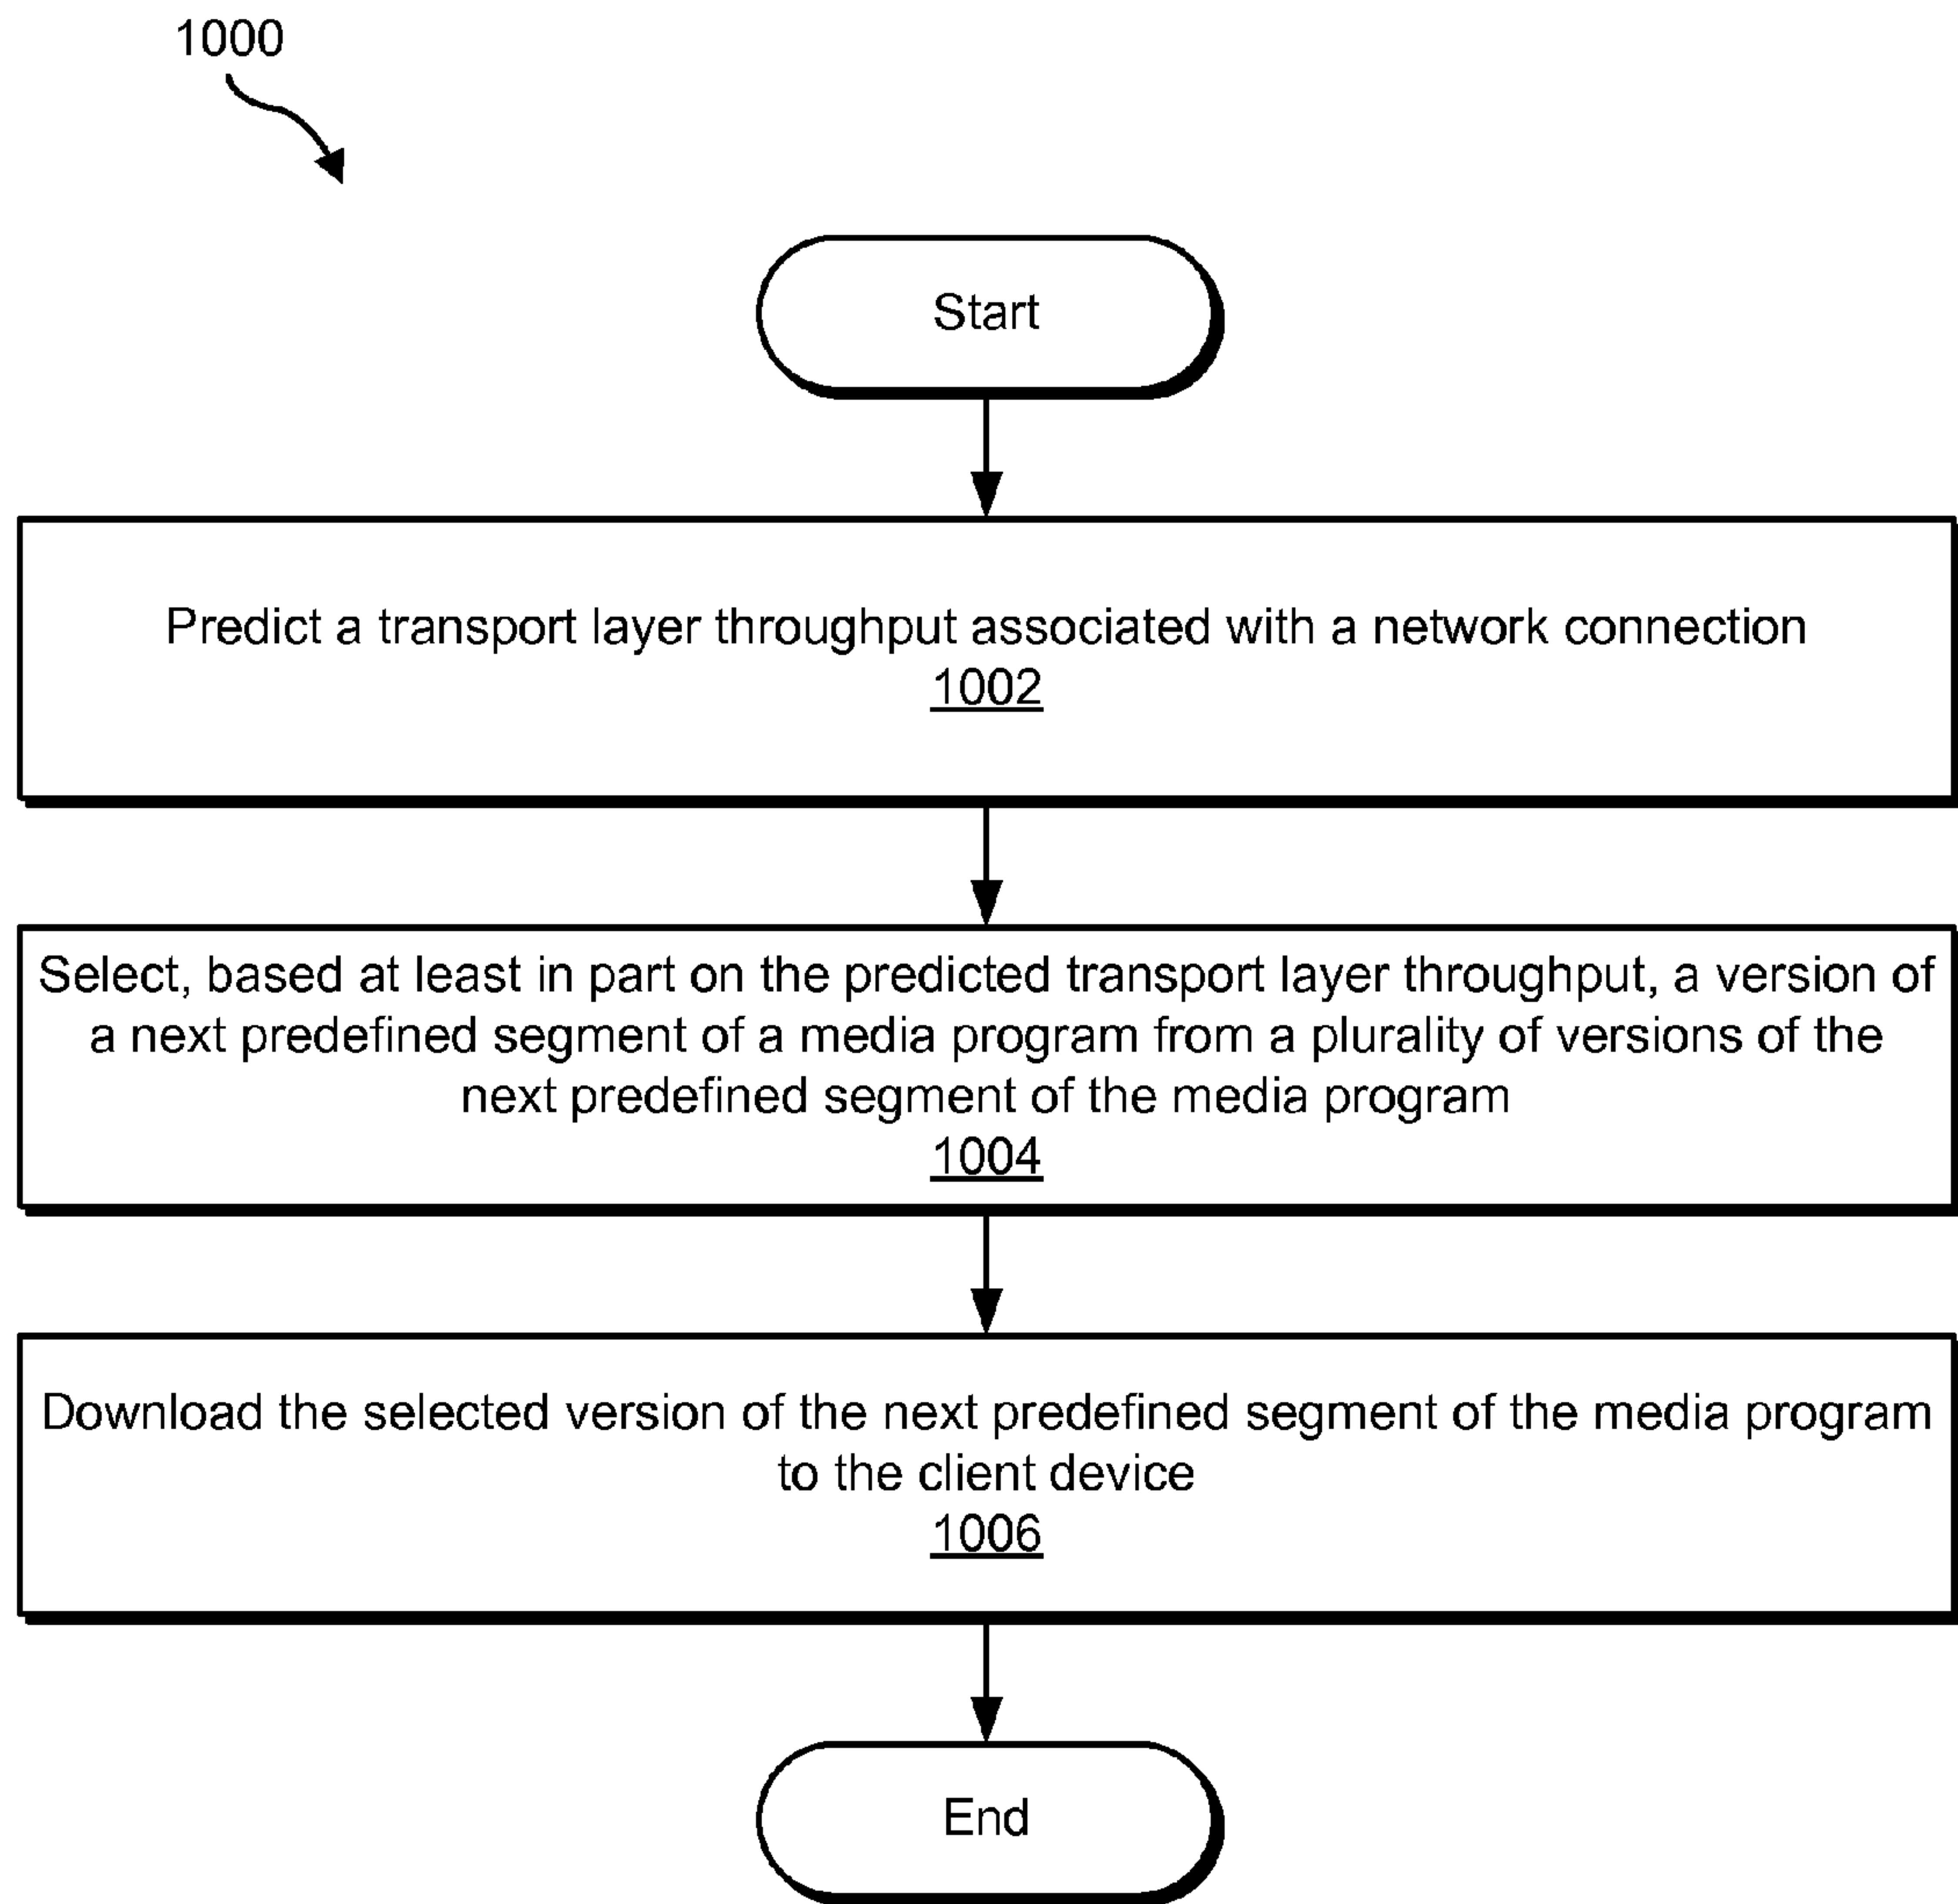 1000
Start
Predict a transport layer throughput associated with a network connection
1002
Select, based at least in part on the predicted transport layer throughput, a version of
a next predefined segment of a media program from a plurality of versions of the
next predefined segment of the media program
1004
Download the selected version of the next predefined segment of the media program
to the client device
1006
End